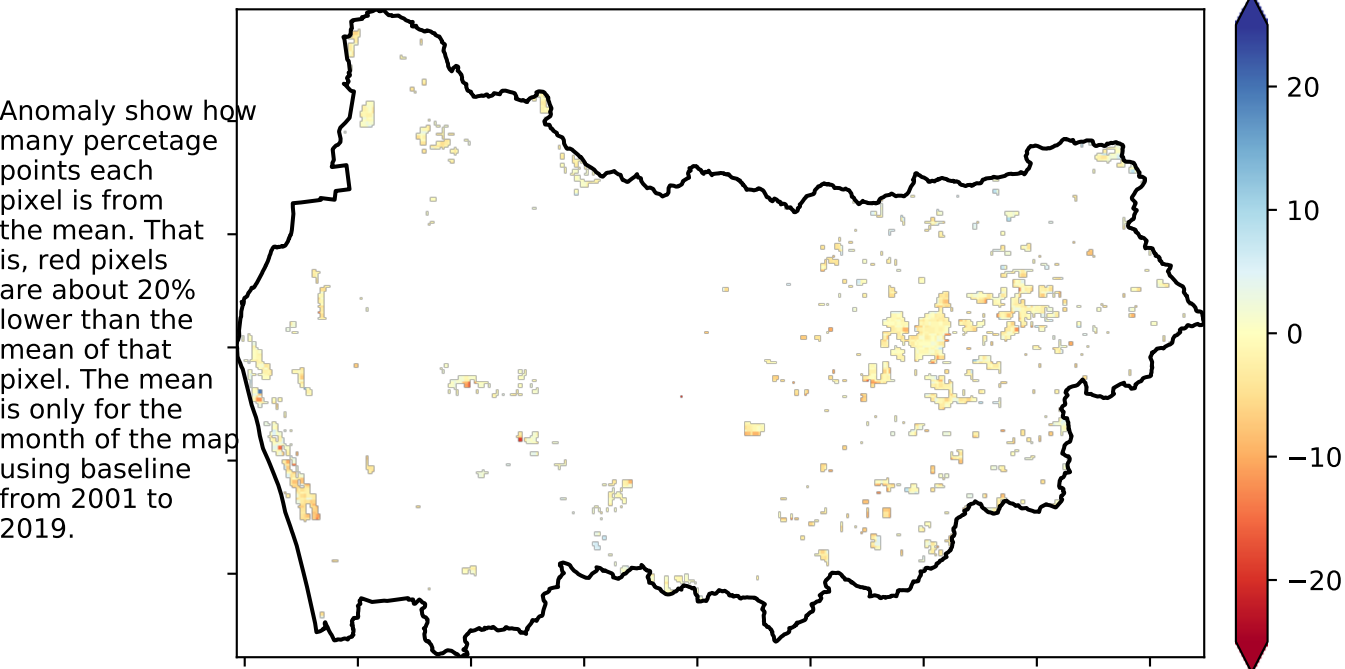 Anomaly show how
many percetage
points each
pixel is from
the mean. That
is, red pixels
are about 20%
lower than the
mean of that
pixel. The mean
is only for the
month of the map
using baseline
from 2001 to
2019.
20
10
0
−10
−20